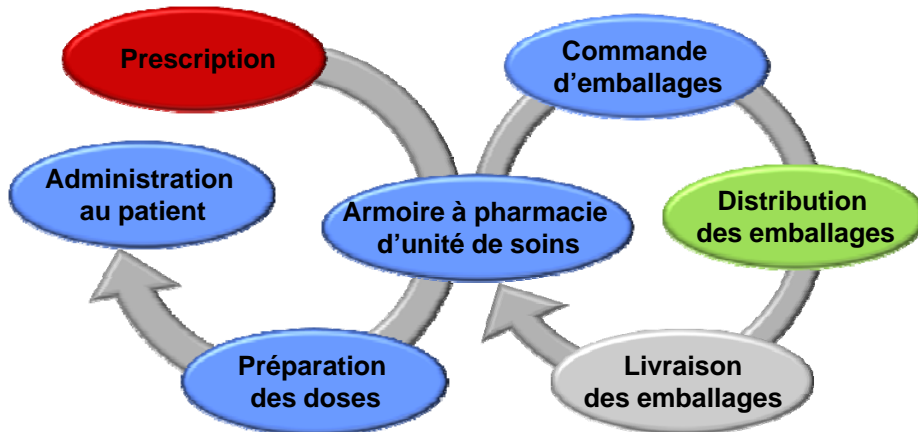 Prescription
Commande
d’emballages
Administration
au patient
Armoire à pharmacie
d’unité de soins
Distribution
des emballages
Préparation
des doses
Livraison
des emballages